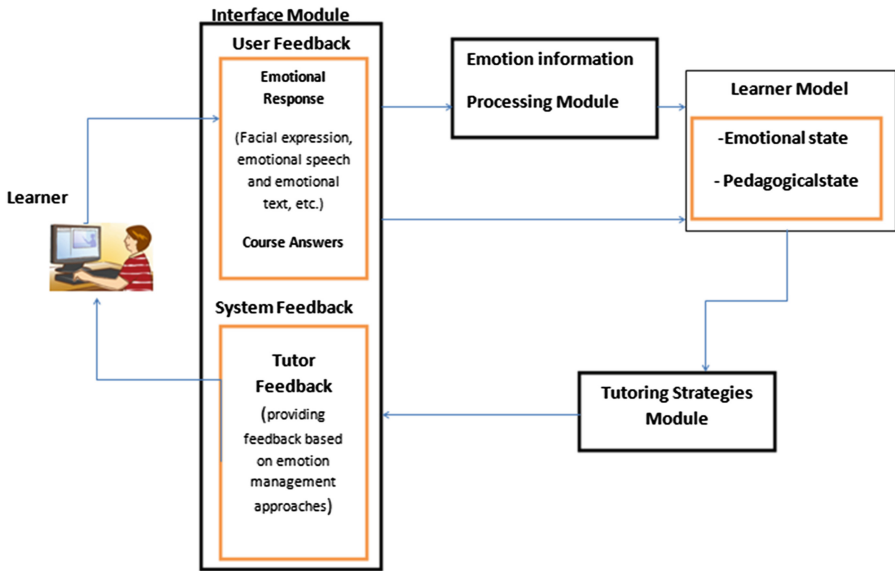 Interface Module
User Feedback
Emotional
Response
(Facial expression,
emotional speech
and emotional
text, etc.)
Course Answers
System Feedback
Tutor
Feedback
(providing
feedback based
on emotion
management
approaches)
Learner
Emotion information
Processing Module
Learner Model
-Emotional state
- Pedagogicalstate
Tutoring Strategies
Module